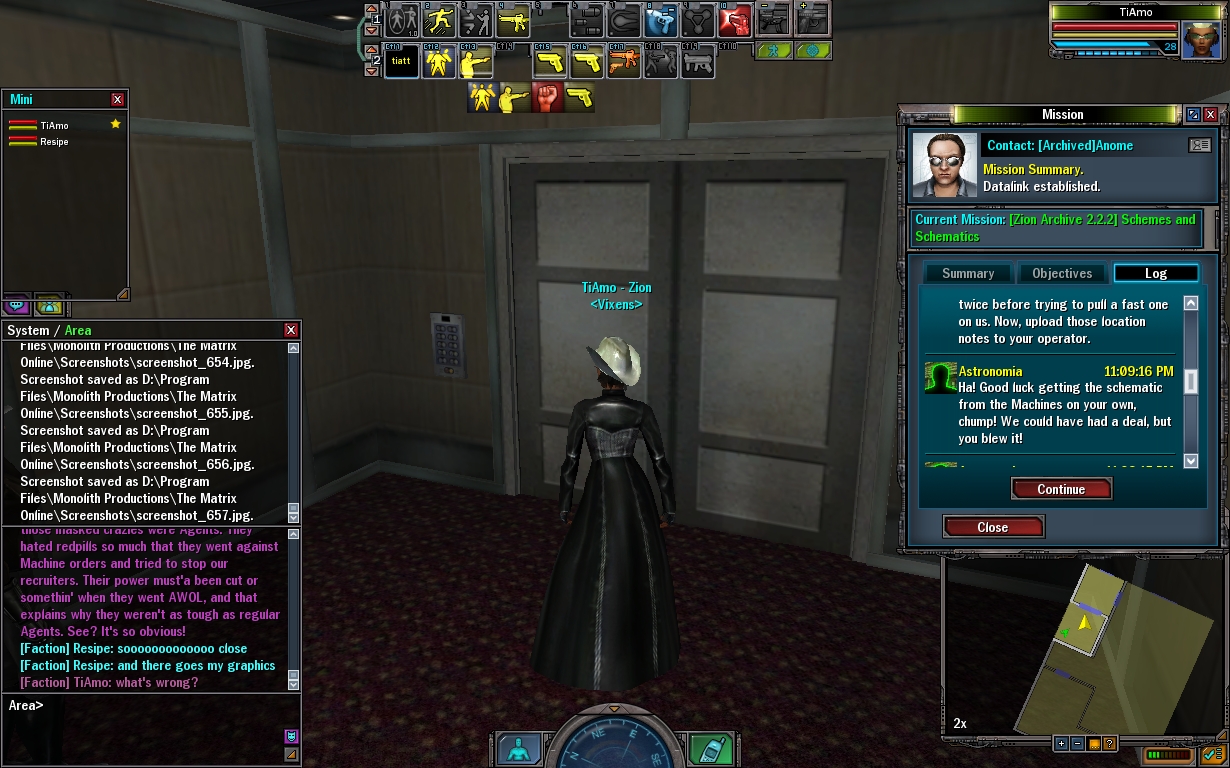 TiAmo
28
Mini
TiAmo
Resipe
tiatt
Mission
Contact: [Archived]Anome
Mission Summary.
Datalink established.
Current Mission: [Zion Archive 2.2.2] Schemes and
Schematics
Summary
Objectives
Log
twice before trying to pull a fast one
on us. Now, upload those location
notes to your operator.
Astronomia 11:09:16 PM
Ha! Good luck getting the schematic
from the Machines on your own,
chump! We could have had a deal, but
you blew it!
Continue
Close
TiAmo - Zion
<Vixens>
System / Area
Files\Monolith Productions\The Matrix
Online\Screenshots\screenshot_654.jpg.
Screenshot saved as D:\Program
Files\Monolith Productions\The Matrix
Online\Screenshots\screenshot_655.jpg.
Screenshot saved as D:\Program
Files\Monolith Productions\The Matrix
Online\Screenshots\screenshot_656.jpg.
Screenshot saved as D:\Program
Files\Monolith Productions\The Matrix
Online\Screenshots\screenshot_657.jpg.
those masked crazies were Agents. They
hated redpills so much that they went against
Machine orders and tried to stop our
recruiters. Their power must'a been cut or
somethin' when they went AWOL, and that
explains why they weren't as tough as regular
Agents. See? It's so obvious!
[Faction] Resipe: sooooooooooooo close
[Faction] Resipe: and there goes my graphics
[Faction] TiAmo: what's wrong?
Area>
NE
E
SE
2x